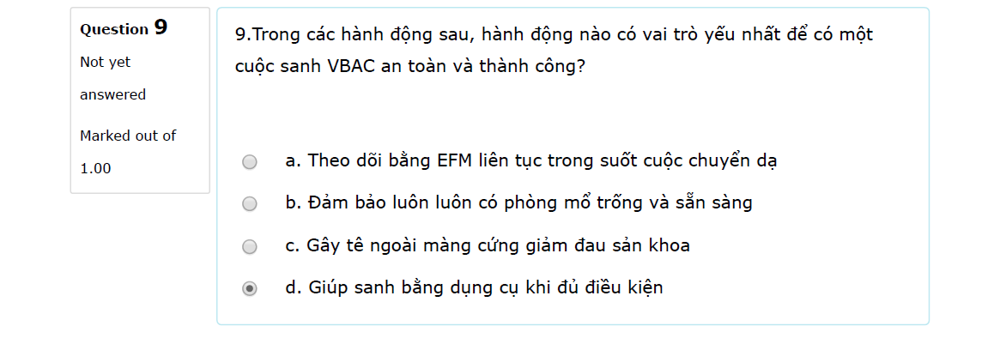 Question 9
Not yet
answered
Marked out of
1.00
9.Trong các hành động sau, hành động nào có vai trò yếu nhất để có một
cuộc sanh VBAC an toàn và thành công?
a. Theo dõi bằng EFM liên tục trong suốt cuộc chuyển dạ
b. Đảm bảo luôn luôn có phòng mổ trống và sẵn sàng
c. Gây tê ngoài màng cứng giảm đau sản khoa
d. Giúp sanh bằng dụng cụ khi đủ điều kiện